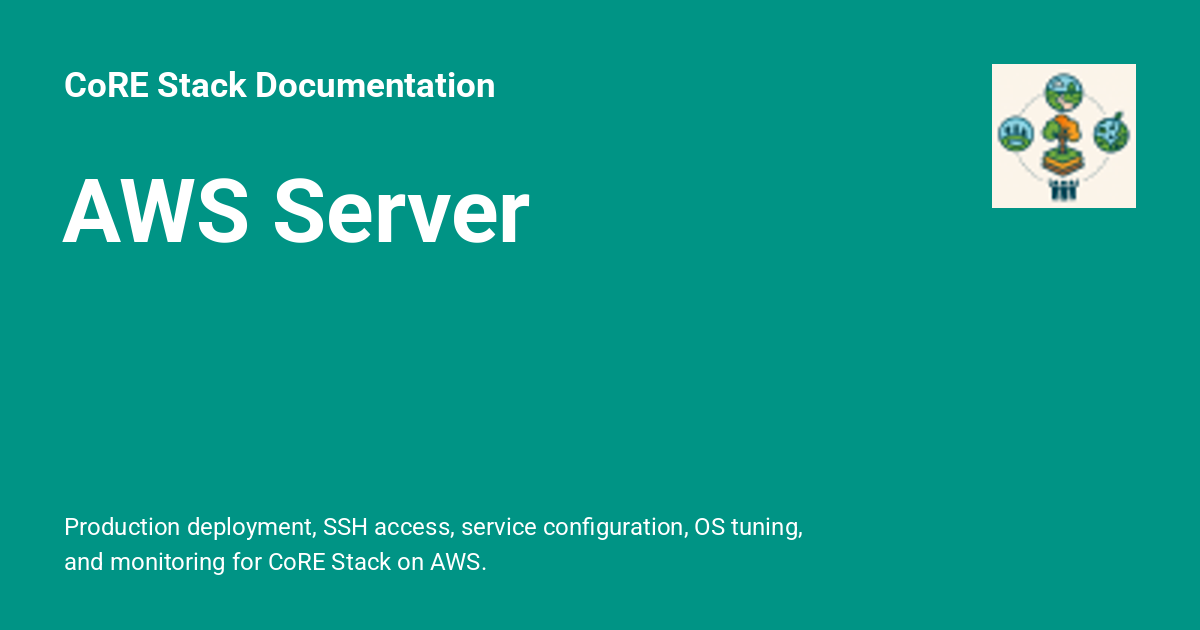 CoRE Stack Documentation
AWS Server
Production deployment, SSH access, service configuration, OS tuning,
and monitoring for CoRE Stack on AWS.